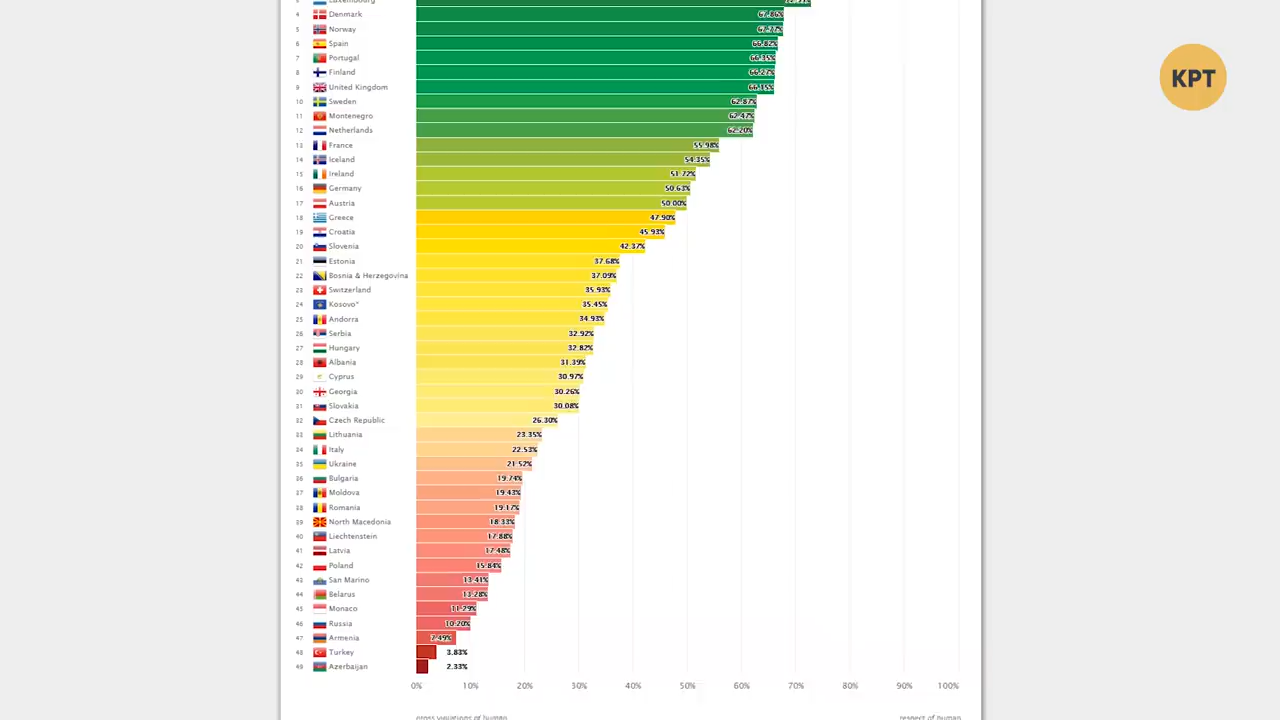 4 Denmark 67.86%
5 Norway 67.77%
6 Spain 66.82%
7 Portugal 66.35%
8 Finland 66.27%
9 United Kingdom 66.15%
10 Sweden 62.87%
11 Montenegro 62.47%
12 Netherlands 62.20%
13 France 55.98%
14 Iceland 54.35%
15 Ireland 51.72%
16 Germany 50.63%
17 Austria 50.00%
18 Greece 47.90%
19 Croatia 45.93%
20 Slovenia 42.37%
21 Estonia 37.68%
22 Bosnia & Herzegovina 37.09%
23 Switzerland 35.93%
24 Kosovo* 35.45%
25 Andorra 34.93%
26 Serbia 32.92%
27 Hungary 32.82%
28 Albania 31.39%
29 Cyprus 30.97%
30 Georgia 30.26%
31 Slovakia 30.08%
32 Czech Republic 26.30%
33 Lithuania 23.35%
34 Italy 22.53%
35 Ukraine 21.52%
36 Bulgaria 19.74%
37 Moldova 19.43%
38 Romania 19.17%
39 North Macedonia 18.33%
40 Liechtenstein 17.88%
41 Latvia 17.48%
42 Poland 15.84%
43 San Marino 13.41%
44 Belarus 13.28%
45 Monaco 11.29%
46 Russia 10.20%
47 Armenia 7.49%
48 Turkey 3.83%
49 Azerbaijan 2.33%
0% 10% 20% 30% 40% 50% 60% 70% 80% 90% 100%
gross violations of human respect of human
KPT